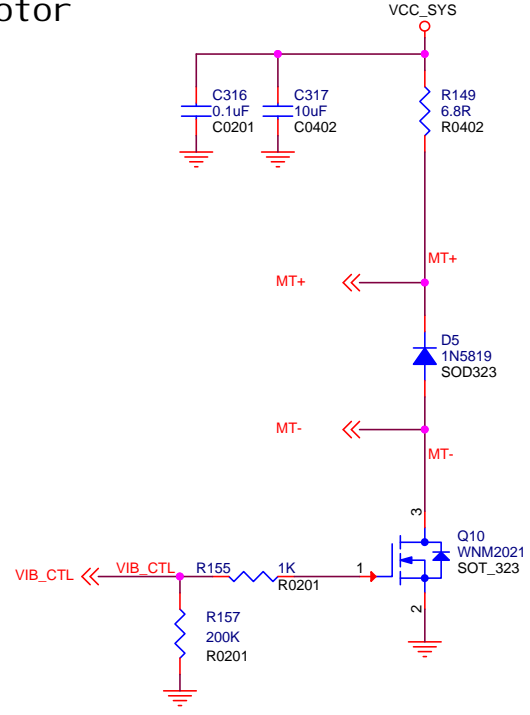 otor
VCC_SYS
C316
0.1uF
C0201
C317
10uF
C0402
R149
6.8R
R0402
MT+
MT+
D5
1N5819
SOD323
MT-
MT-
3
Q10
WNM2021
SOT_323
1
2
VIB_CTL
VIB_CTL
R155
1K
R0201
R157
200K
R0201